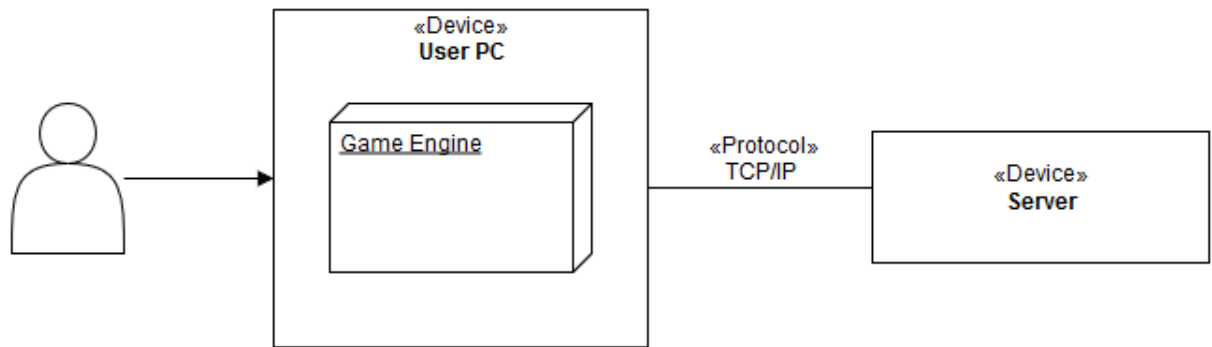 «Device»
User PC
Game Engine
«Protocol»
TCP/IP
«Device»
Server